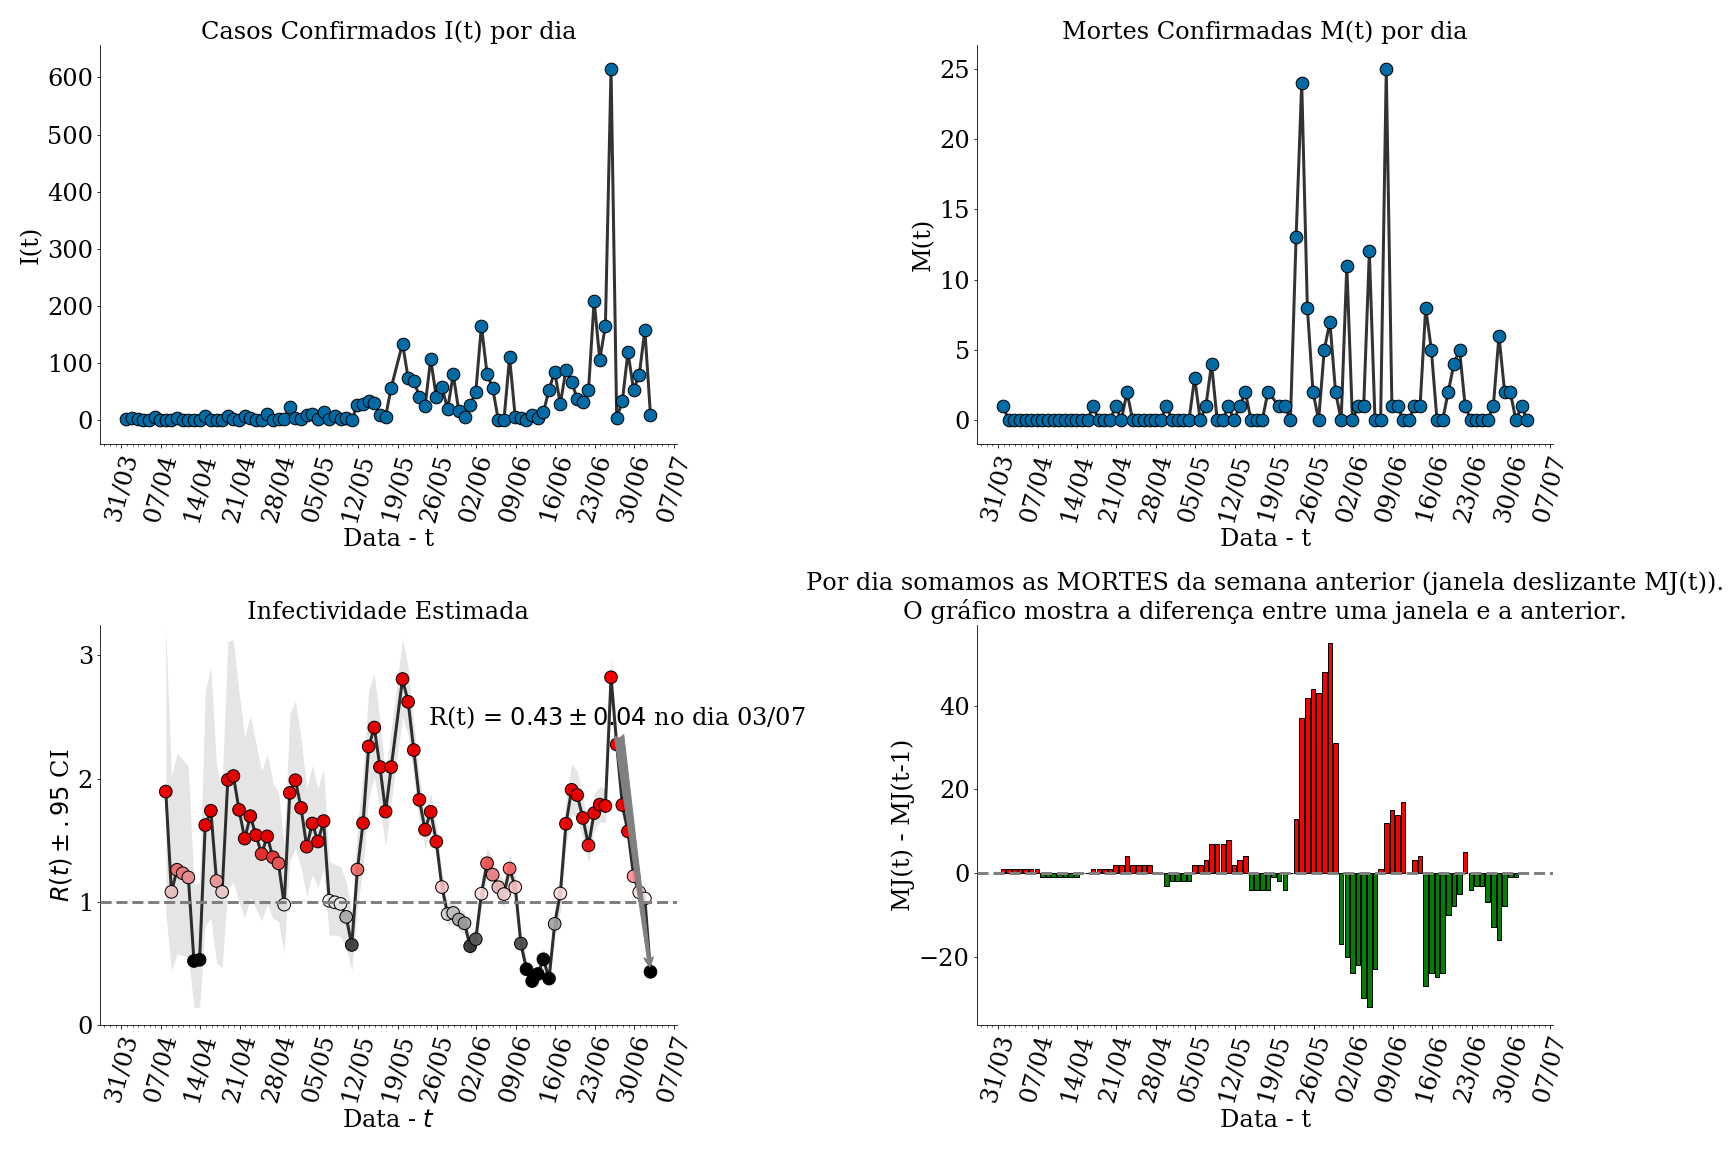 Casos Confirmados I(t) por dia
I(t)
600
500
400
300
200
100
0
31/03 07/04 14/04 21/04 28/04 05/05 12/05 19/05 26/05 02/06 09/06 16/06 23/06 30/06 07/07
Data - t
Mortes Confirmadas M(t) por dia
M(t)
25
20
15
10
5
0
31/03 07/04 14/04 21/04 28/04 05/05 12/05 19/05 26/05 02/06 09/06 16/06 23/06 30/06 07/07
Data - t
Infectividade Estimada
R(t) ± .95 CI
3
2
1
0
R(t) = 0.43 ± 0.04 no dia 03/07
31/03 07/04 14/04 21/04 28/04 05/05 12/05 19/05 26/05 02/06 09/06 16/06 23/06 30/06 07/07
Data - t
Por dia somamos as MORTES da semana anterior (janela deslizante MJ(t)).
O gráfico mostra a diferença entre uma janela e a anterior.
MJ(t) - MJ(t-1)
40
20
0
−20
31/03 07/04 14/04 21/04 28/04 05/05 12/05 19/05 26/05 02/06 09/06 16/06 23/06 30/06 07/07
Data - t